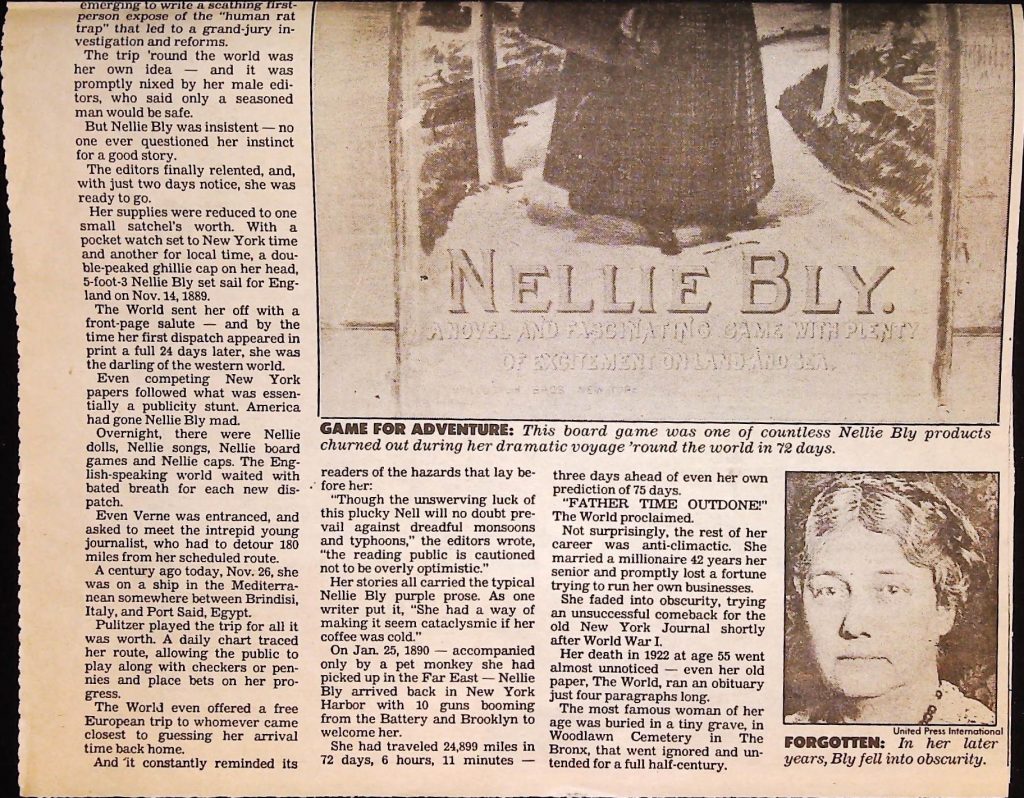 emerging to write a scathing first-
person expose of the "human rat
trap" that led to a grand-jury in-
vestigation and reforms.
The trip 'round the world was
her own idea — and it was
promptly nixed by her male edi-
tors, who said only a seasoned
man would be safe.
But Nellie Bly was insistent — no
one ever questioned her instinct
for a good story.
The editors finally relented, and,
with just two days notice, she was
ready to go.
Her supplies were reduced to one
small satchel's worth. With a
pocket watch set to New York time
and another for local time, a dou-
ble-peaked ghillie cap on her head,
5-foot-3 Nellie Bly set sail for Eng-
land on Nov. 14, 1889.
The World sent her off with a
front-page salute — and by the
time her first dispatch appeared in
print a full 24 days later, she was
the darling of the western world.
Even competing New York
papers followed what was essen-
tially a publicity stunt. America
had gone Nellie Bly mad.
Overnight, there were Nellie
dolls, Nellie songs, Nellie board
games and Nellie caps. The Eng-
lish-speaking world waited with
bated breath for each new dis-
patch.
Even Verne was entranced, and
asked to meet the intrepid young
journalist, who had to detour 180
miles from her scheduled route.
A century ago today, Nov. 26, she
was on a ship in the Mediterra-
nean somewhere between Brindisi,
Italy, and Port Said, Egypt.
Pulitzer played the trip for all it
was worth. A daily chart traced
her route, allowing the public to
play along with checkers or pen-
nies and place bets on her pro-
gress.
The World even offered a free
European trip to whomever came
closest to guessing her arrival
time back home.
And it constantly reminded its
NELLIE BLY.
A NOVEL AND FASCINATING GAME WITH PLENTY
OF EXCITEMENT ON LAND AND SEA.
BROS NEW YORK
GAME FOR ADVENTURE: This board game was one of countless Nellie Bly products
churned out during her dramatic voyage 'round the world in 72 days.
readers of the hazards that lay be-
fore her:
"Though the unswerving luck of
this plucky Nell will no doubt pre-
vail against dreadful monsoons
and typhoons," the editors wrote,
"the reading public is cautioned
not to be overly optimistic."
Her stories all carried the typical
Nellie Bly purple prose. As one
writer put it, "She had a way of
making it seem cataclysmic if her
coffee was cold."
On Jan. 25, 1890 — accompanied
only by a pet monkey she had
picked up in the Far East — Nellie
Bly arrived back in New York
Harbor with 10 guns booming
from the Battery and Brooklyn to
welcome her.
She had traveled 24,899 miles in
72 days, 6 hours, 11 minutes —
three days ahead of even her own
prediction of 75 days.
"FATHER TIME OUTDONE!"
The World proclaimed.
Not surprisingly, the rest of her
career was anti-climactic. She
married a millionaire 42 years her
senior and promptly lost a fortune
trying to run her own businesses.
She faded into obscurity, trying
an unsuccessful comeback for the
old New York Journal shortly
after World War I.
Her death in 1922 at age 55 went
almost unnoticed — even her old
paper, The World, ran an obituary
just four paragraphs long.
The most famous woman of her
age was buried in a tiny grave, in
Woodlawn Cemetery in The
Bronx, that went ignored and un-
tended for a full half-century.
United Press International
FORGOTTEN: In her later
years, Bly fell into obscurity.